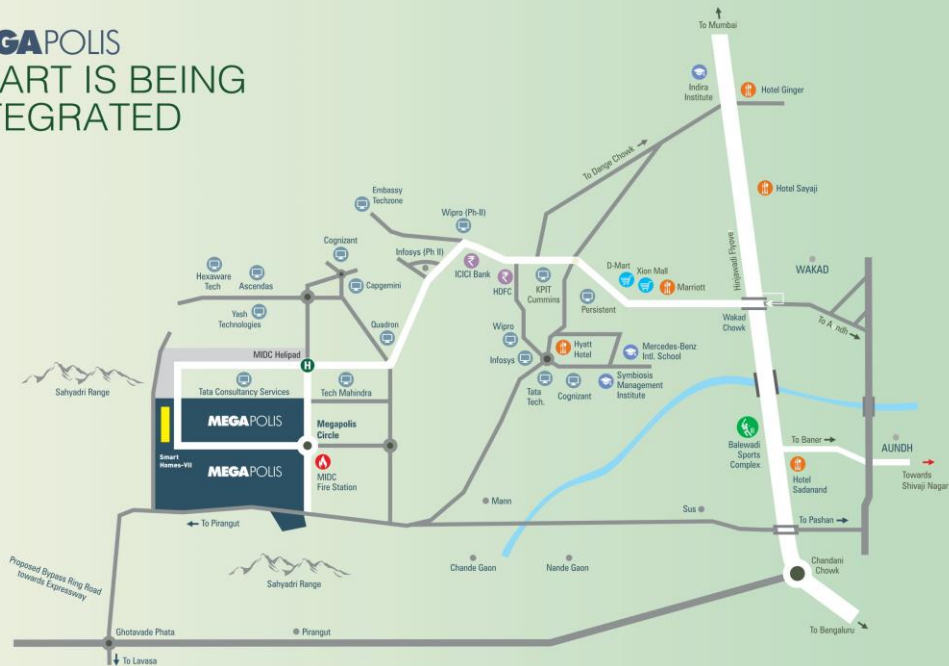 GAPOLIS
ART IS BEING
EGRATED
To Mumbai
Indira
Institute
Hotel Ginger
To Dange Chowk
Hotel Sayaji
Embassy
Techzone
Wipro (Ph-II)
Cognizant
Infosys (Ph II)
ICICI Bank
HDFC
KPIT
Cummins
D-Mart
Xion Mall
Marriott
Hinjawadi Flyove
WAKAD
Hexaware
Tech
Ascendas
Capgemini
Yash
Technologies
Quadron
Persistent
Wakad
Chowk
Wipro
Infosys
Hyatt
Hotel
Mercedes-Benz
Intl. School
MIDC Helipad
H
Tata
Tech.
Cognizant
Symbiosis
Management
Institute
Sahyadri Range
Tata Consultancy Services
Tech Mahindra
MEGAPOLIS
Megapolis
Circle
Smart
Homes-VII
MEGAPOLIS
MIDC
Fire Station
Balewadi
Sports
Complex
To Baner
AUNDH
Towards
Shivaji Nagar
Hotel
Sadanand
Mann
Sus
To Pirangut
To Pashan
Proposed Bypass Ring Road
towards Expressway
Sahyadri Range
Chande Gaon
Nande Gaon
Chandani
Chowk
Ghotavade Phata
Pirangut
To Bengaluru
To Lavasa